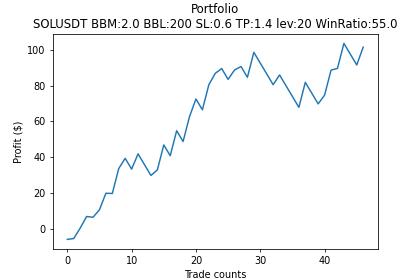 Portfolio
SOLUSDT BBM:2.0 BBL:200 SL:0.6 TP:1.4 lev:20 WinRatio:55.0
100
80
60
40
20
0
Profit ($)
0 10 20 30 40
Trade counts